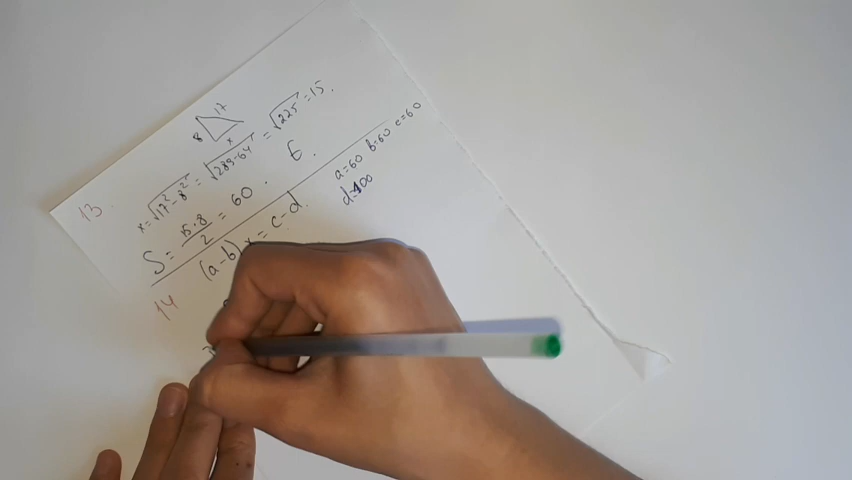 13
17
8
x
x = √17² - 8² = √289-64 = √225 = 15.
S = 15·8/2 = 60. E.
14
(a-b) x = c-d.
a=60 b=60 c=60
d=100